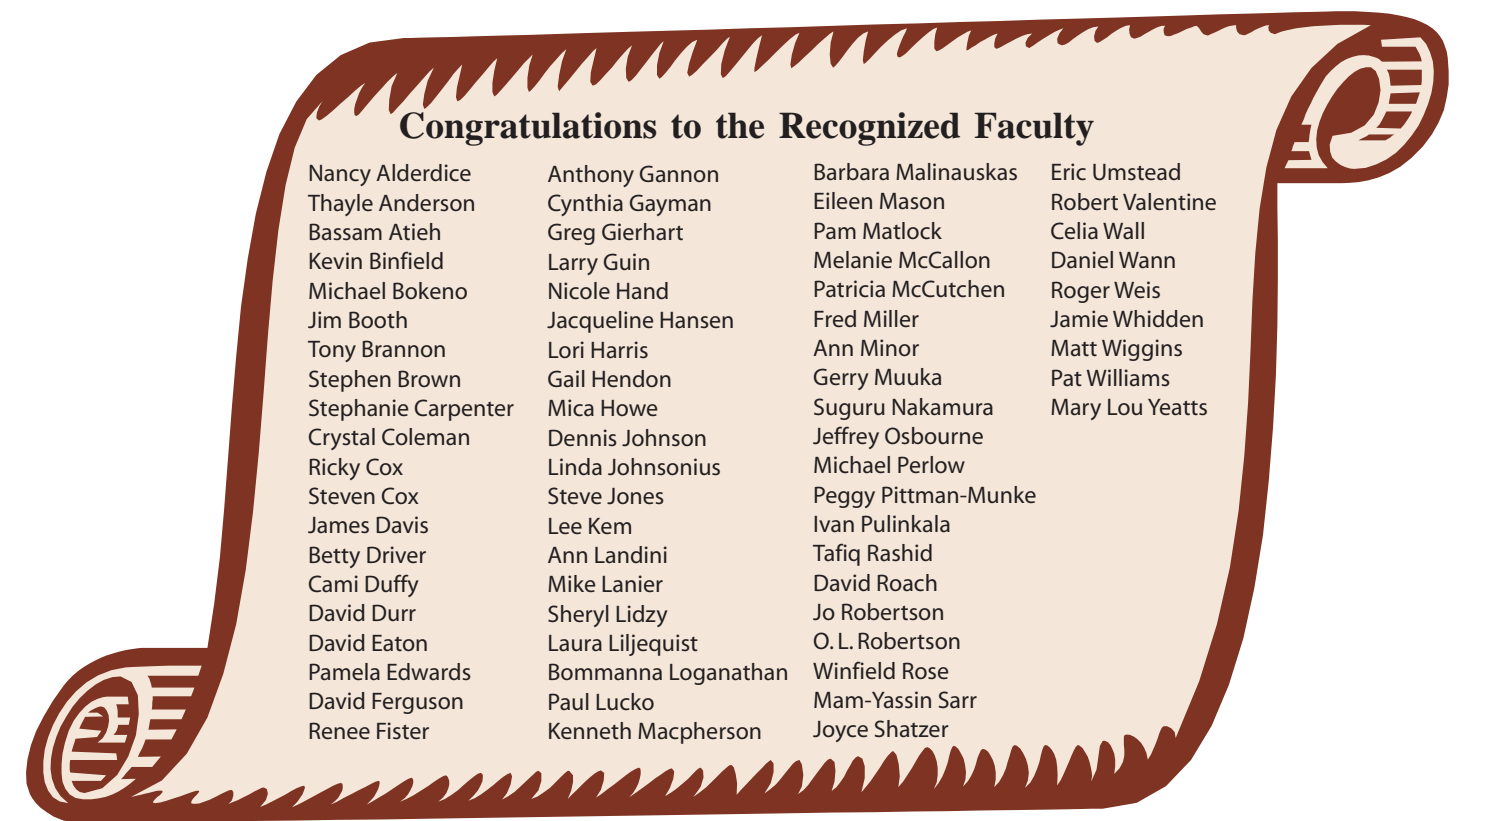 Congratulations to the Recognized Faculty
Nancy Alderdice
Thayle Anderson
Bassam Atieh
Kevin Binfield
Michael Bokeno
Jim Booth
Tony Brannon
Stephen Brown
Stephanie Carpenter
Crystal Coleman
Ricky Cox
Steven Cox
James Davis
Betty Driver
Cami Duffy
David Durr
David Eaton
Pamela Edwards
David Ferguson
Renee Fister
Anthony Gannon
Cynthia Gayman
Greg Gierhart
Larry Guin
Nicole Hand
Jacqueline Hansen
Lori Harris
Gail Hendon
Mica Howe
Dennis Johnson
Linda Johnsonius
Steve Jones
Lee Kem
Ann Landini
Mike Lanier
Sheryl Lidzy
Laura Liljequist
Bommanna Loganathan
Paul Lucko
Kenneth Macpherson
Barbara Malinauskas
Eileen Mason
Pam Matlock
Melanie McCallon
Patricia McCutchen
Fred Miller
Ann Minor
Gerry Muuka
Suguru Nakamura
Jeffrey Osbourne
Michael Perlow
Peggy Pittman-Munke
Ivan Pulinkala
Tafiq Rashid
David Roach
Jo Robertson
O. L. Robertson
Winfield Rose
Mam-Yassin Sarr
Joyce Shatzer
Eric Umstead
Robert Valentine
Celia Wall
Daniel Wann
Roger Weis
Jamie Whidden
Matt Wiggins
Pat Williams
Mary Lou Yeatts